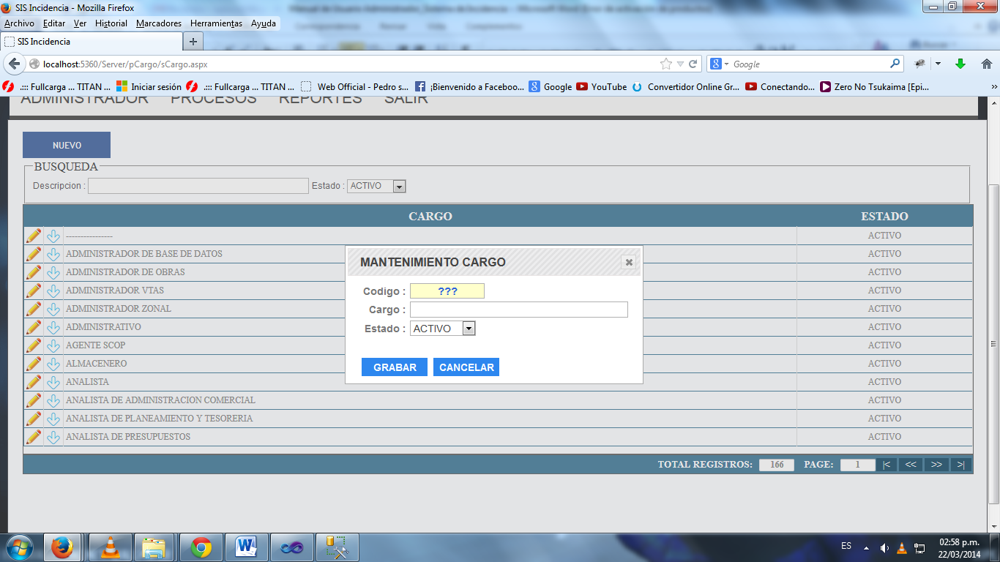 SIS Incidencia - Mozilla Firefox
Archivo Editar Ver Historial Marcadores Herramientas Ayuda
SIS Incidencia
localhost:5360/Server/pCargo/sCargo.aspx
Google
.::: Fullcarga ... TITAN ... Iniciar sesión .::: Fullcarga ... TITAN ... Web Official - Pedro s... ¡Bienvenido a Faceboo... Google YouTube Convertidor Online Gr... Conectando... Zero No Tsukaima [Epi... »
ADMINISTRADOR PROCESOS REPORTES SALIR
NUEVO
BUSQUEDA
Descripcion : Estado : ACTIVO
CARGO ESTADO
---------------- ACTIVO
ADMINISTRADOR DE BASE DE DATOS ACTIVO
ADMINISTRADOR DE OBRAS ACTIVO
ADMINISTRADOR VTAS ACTIVO
ADMINISTRADOR ZONAL ACTIVO
ADMINISTRATIVO ACTIVO
AGENTE SCOP ACTIVO
ALMACENERO ACTIVO
ANALISTA ACTIVO
ANALISTA DE ADMINISTRACION COMERCIAL ACTIVO
ANALISTA DE PLANEAMIENTO Y TESORERIA ACTIVO
ANALISTA DE PRESUPUESTOS ACTIVO
MANTENIMIENTO CARGO
Codigo : ???
Cargo :
Estado : ACTIVO
GRABAR CANCELAR
TOTAL REGISTROS: 166 PAGE: 1 |< << >> >|
ES 02:58 p.m.
22/03/2014